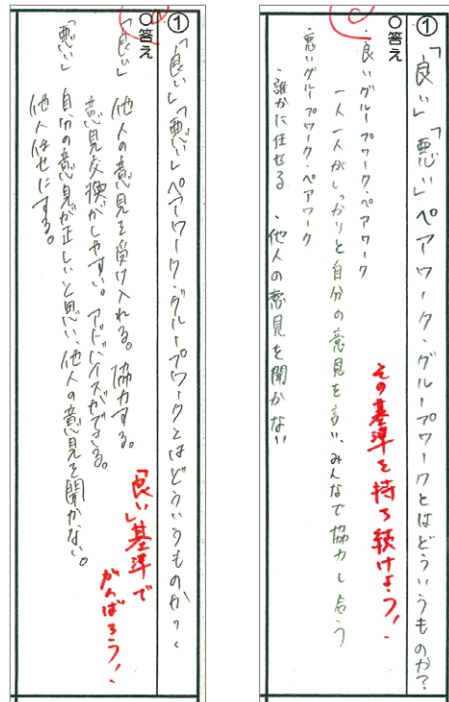 ① 「良い」「悪い」ペアワーク・グループワークとはどういうものか?
○答え
・良いグループワーク・ペアワーク
一人一人がしっかりと自分の意見を言い、みんなで協力し合う
・悪いグループワーク・ペアワーク
・誰かに任せる ・他人の意見を聞かない
その基準を持ち続けよう!
① 「良い」「悪い」ペアワーク・グループワークとはどういうものか?
○答え
「良い」 他人の意見を受け入れる。協力する。
意見交換がしやすい。アドバイスができる。
「悪い」 自分の意見が正しいと思い、他人の意見を聞かない。
他人任せにする。
「良い」基準で
がんばろう!